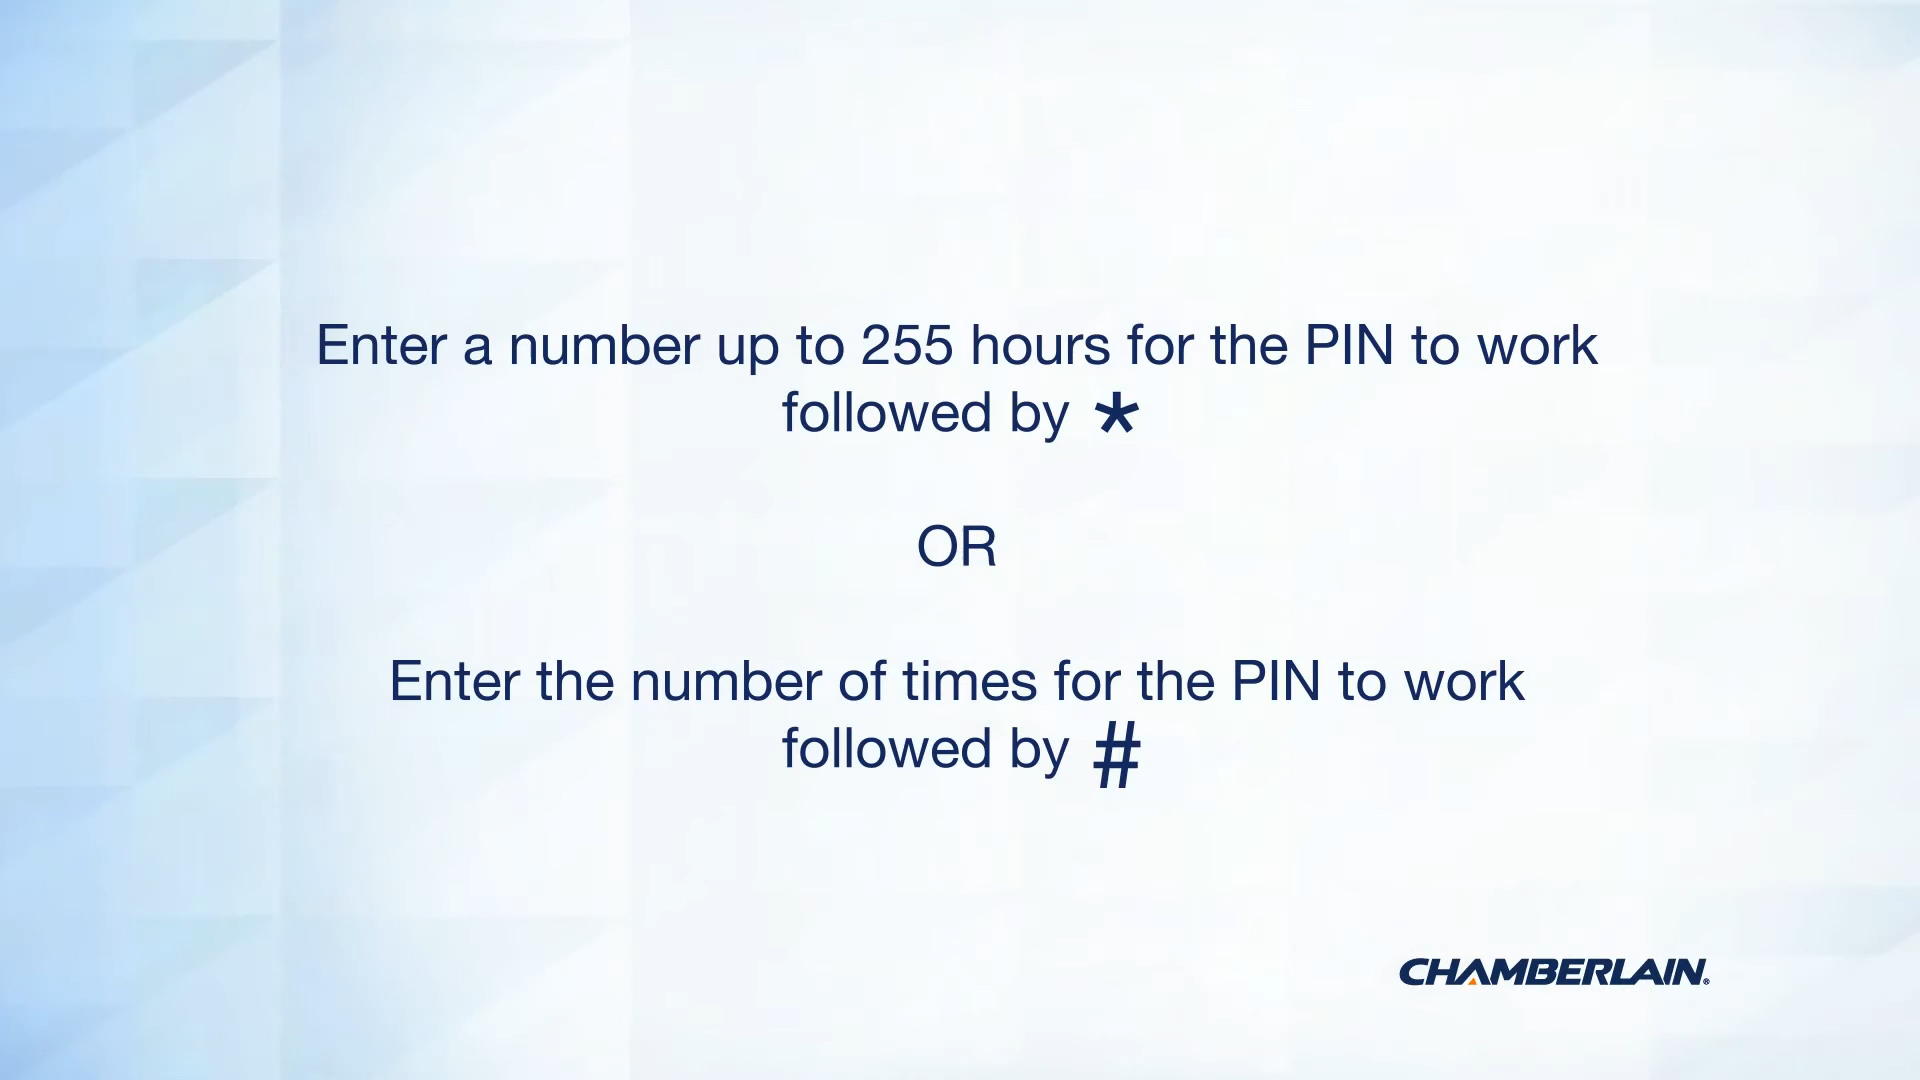 Enter a number up to 255 hours for the PIN to work
followed by *
OR
Enter the number of times for the PIN to work
followed by #
CHAMBERLAIN®